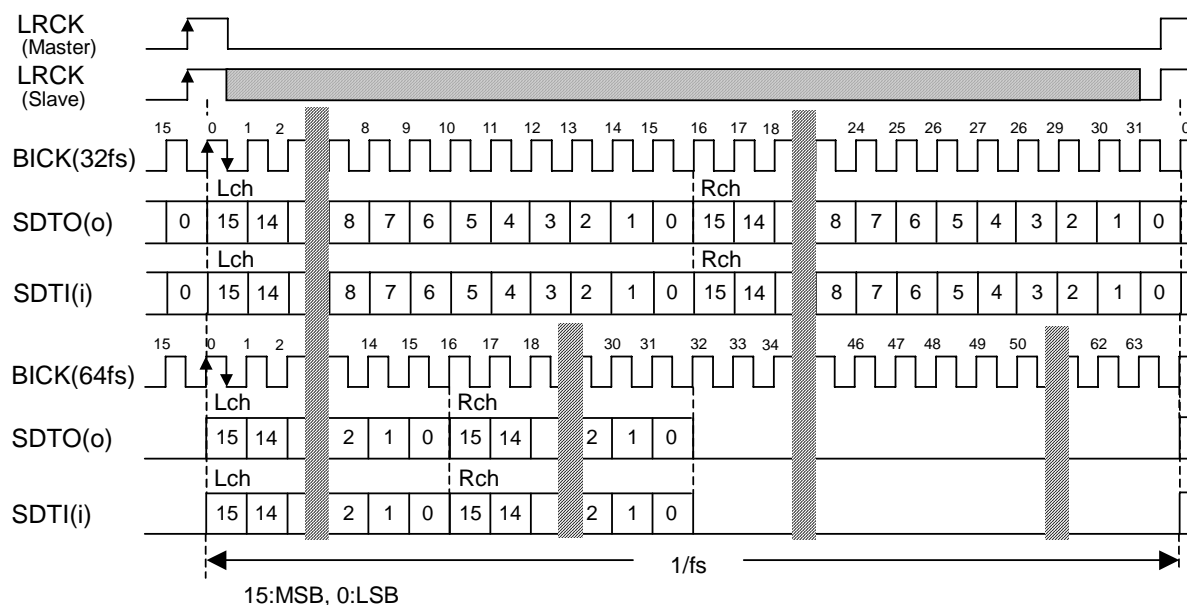 LRCK
(Master)
LRCK
(Slave)
15 0 1 2 8 9 10 11 12 13 14 15 16 17 18 24 25 26 27 26 29 30 31 0
BICK(32fs)
Lch Rch
SDTO(o) 0 15 14 8 7 6 5 4 3 2 1 0 15 14 8 7 6 5 4 3 2 1 0
Lch Rch
SDTI(i) 0 15 14 8 7 6 5 4 3 2 1 0 15 14 8 7 6 5 4 3 2 1 0
15 0 1 2 14 15 16 17 18 30 31 32 33 34 46 47 48 49 50 62 63
BICK(64fs)
Lch Rch
SDTO(o) 15 14 2 1 0 15 14 2 1 0
Lch Rch
SDTI(i) 15 14 2 1 0 15 14 2 1 0
1/fs
15:MSB, 0:LSB